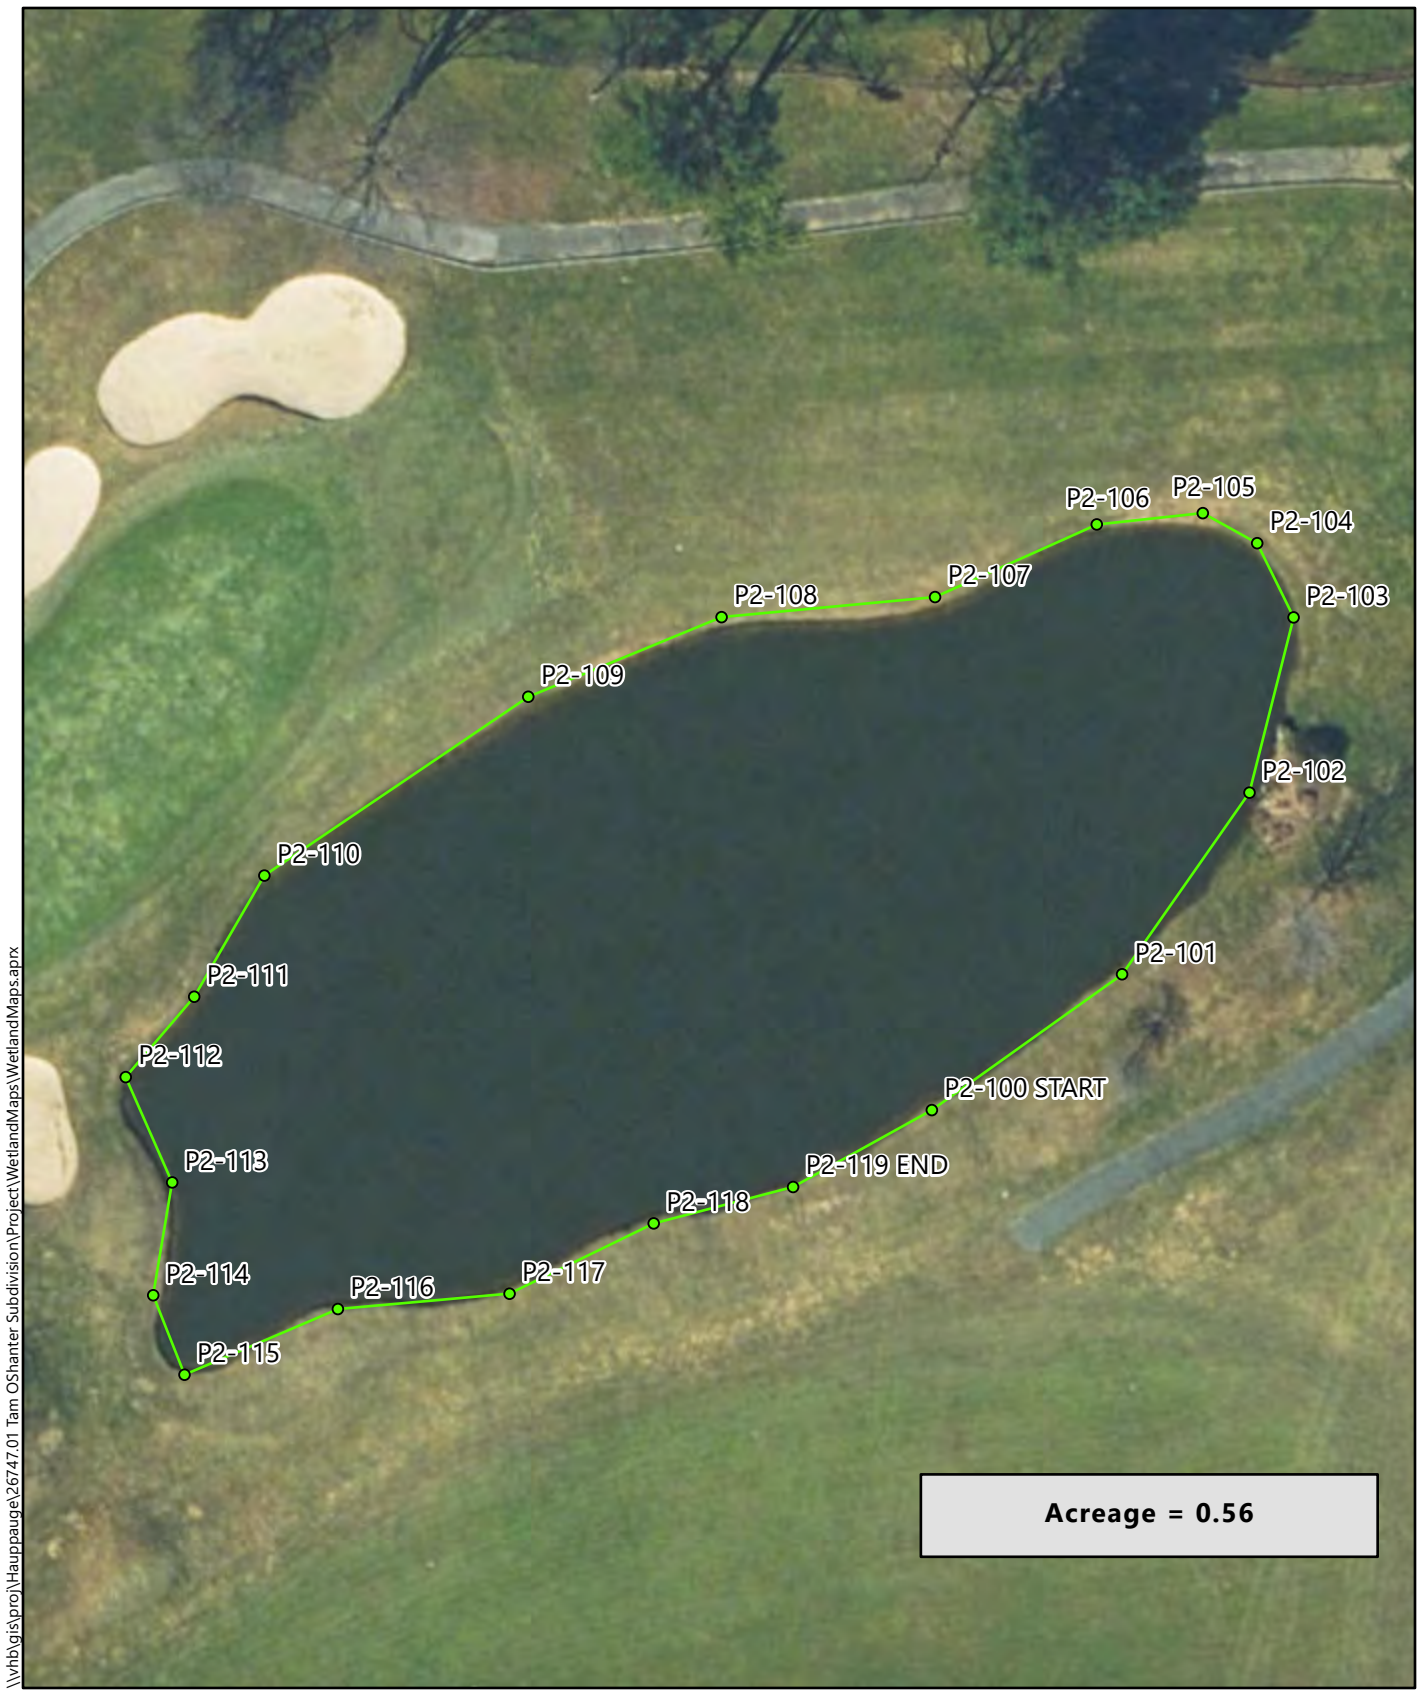 P2-105
P2-106
P2-104
P2-107
P2-103
P2-108
P2-109
P2-102
P2-110
P2-101
P2-111
P2-112
P2-100 START
P2-113
P2-119 END
P2-118
P2-114
P2-117
P2-116
P2-115
Acreage = 0.56
\\vhb\gis\proj\Hauppauge\26747.01 Tam OShanter Subdivision\Project\WetlandMaps\WetlandMaps.aprx